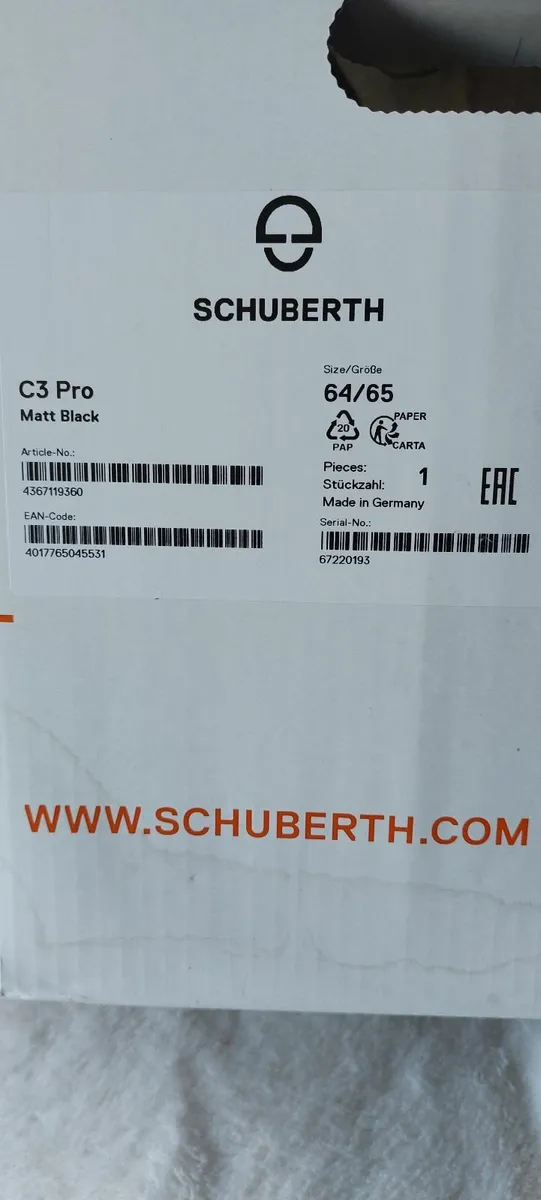 SCHUBERTH
C3 Pro
Matt Black
Article-No.:
4367119360
EAN-Code:
4017765045531
Size/Größe
64/65
20
PAP
PAPER
CARTA
Pieces:
Stückzahl: 1
Made in Germany
EAC
Serial-No.:
67220193
WWW.SCHUBERTH.COM